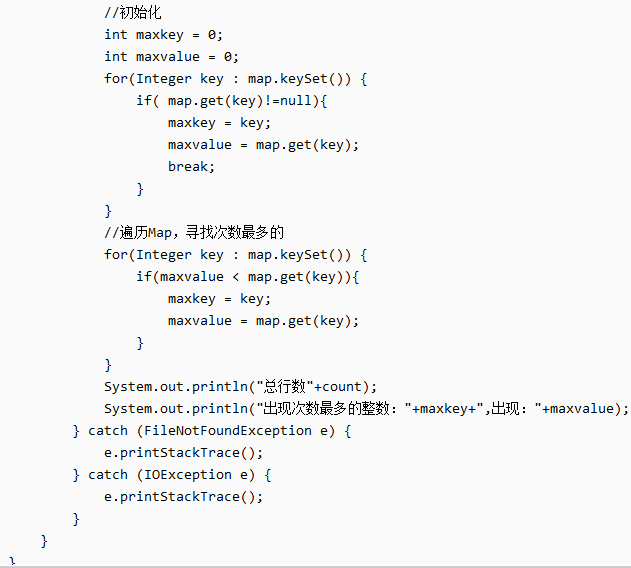 //初始化
int maxkey = 0;
int maxvalue = 0;
for(Integer key : map.keySet()) {
if( map.get(key)!=null){
maxkey = key;
maxvalue = map.get(key);
break;
}
}
//遍历Map，寻找次数最多的
for(Integer key : map.keySet()) {
if(maxvalue < map.get(key)){
maxkey = key;
maxvalue = map.get(key);
}
}
System.out.println("总行数"+count);
System.out.println("出现次数最多的整数："+maxkey+",出现："+maxvalue);
} catch (FileNotFoundException e) {
e.printStackTrace();
} catch (IOException e) {
e.printStackTrace();
}
}
}